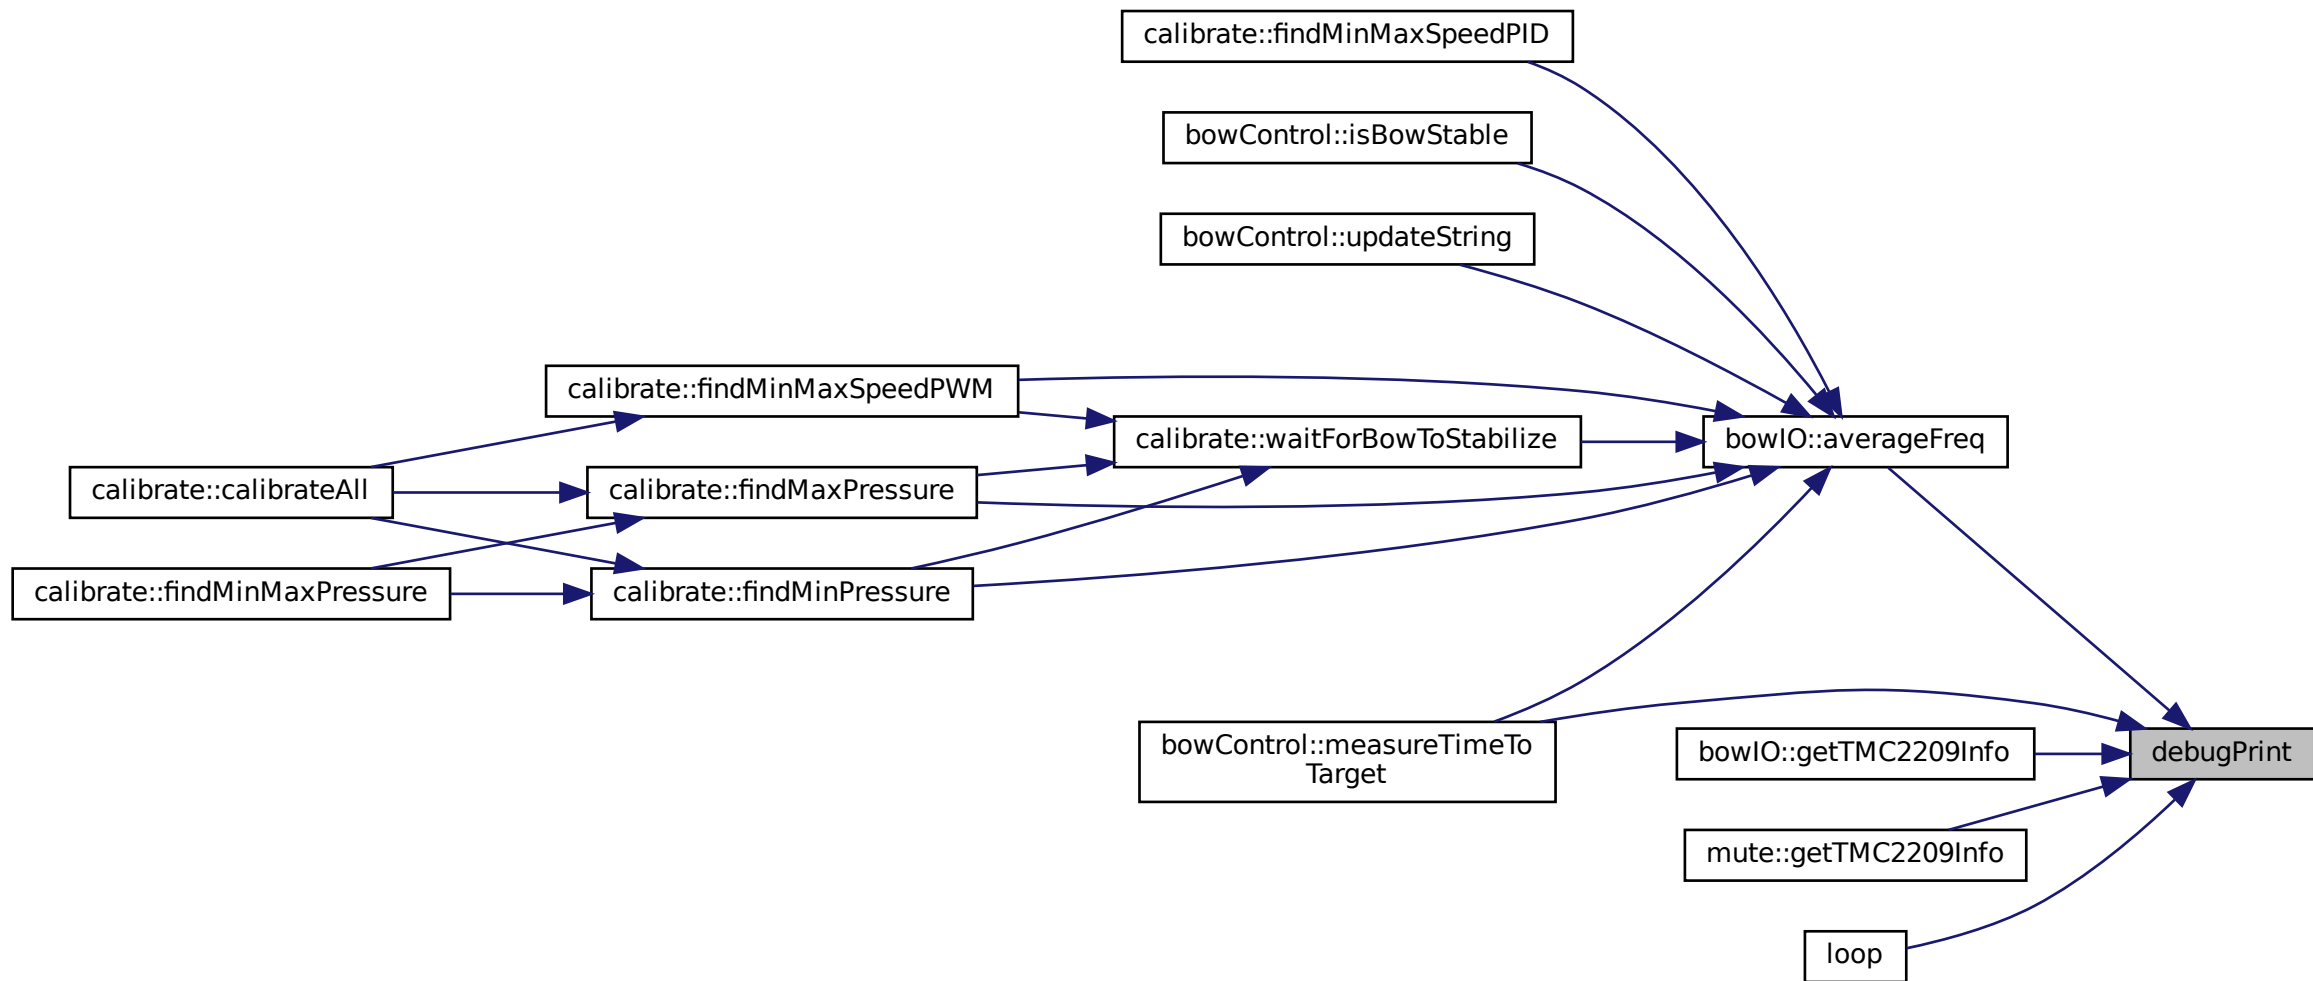 calibrate::findMinMaxSpeedPID
bowControl::isBowStable
bowControl::updateString
calibrate::findMinMaxSpeedPWM
calibrate::waitForBowToStabilize
bowIO::averageFreq
calibrate::calibrateAll
calibrate::findMaxPressure
calibrate::findMinMaxPressure
calibrate::findMinPressure
bowControl::measureTimeTo
Target
bowIO::getTMC2209Info
debugPrint
mute::getTMC2209Info
loop